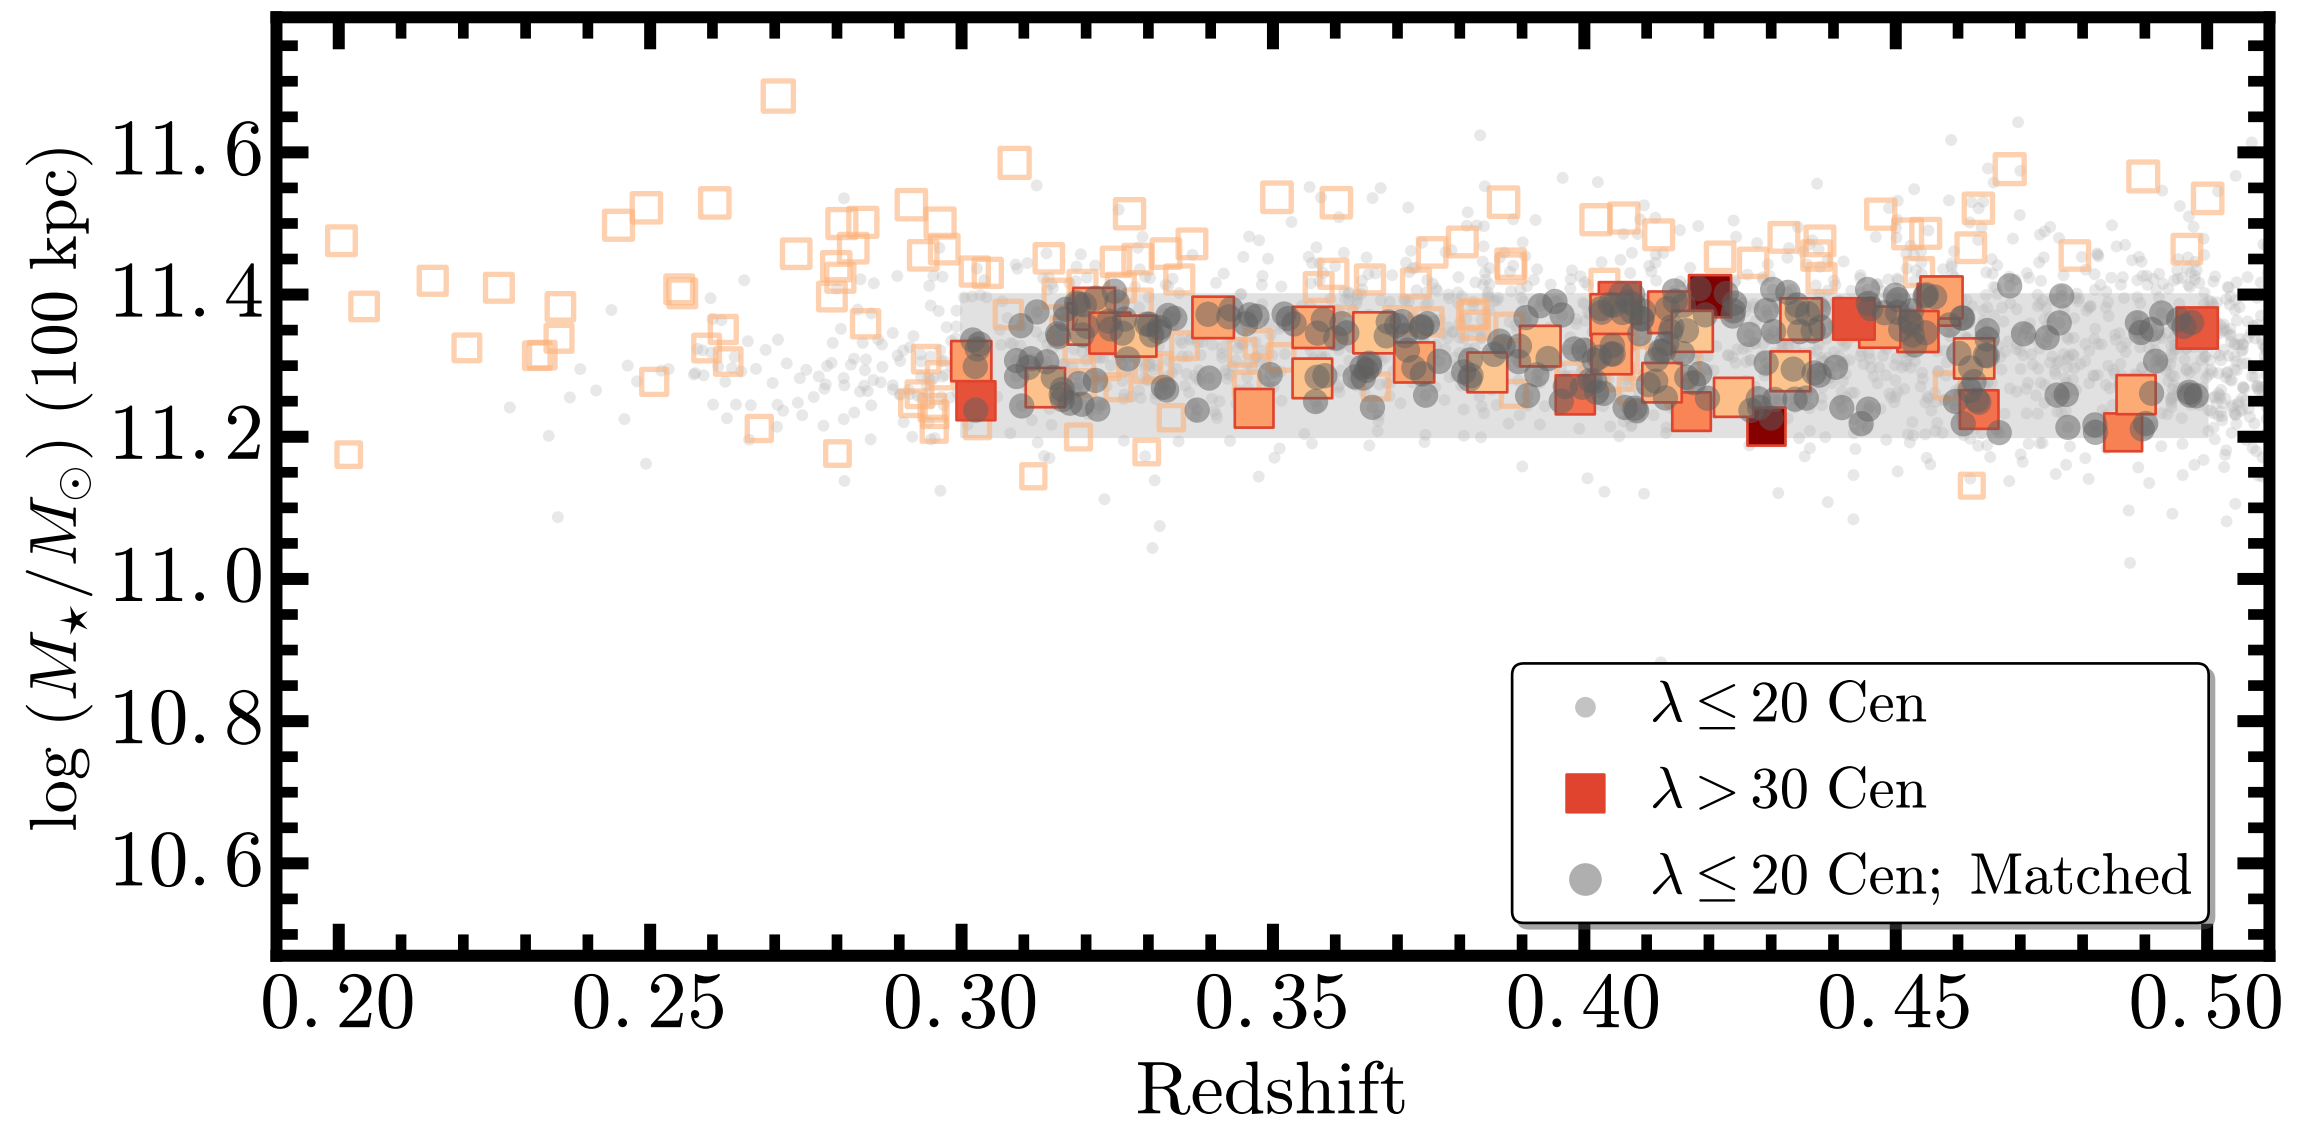 log (M⋆/M⊙) (100 kpc)
11.6
11.4
11.2
11.0
10.8
10.6
λ ≤ 20 Cen
λ > 30 Cen
λ ≤ 20 Cen; Matched
0.20 0.25 0.30 0.35 0.40 0.45 0.50
Redshift